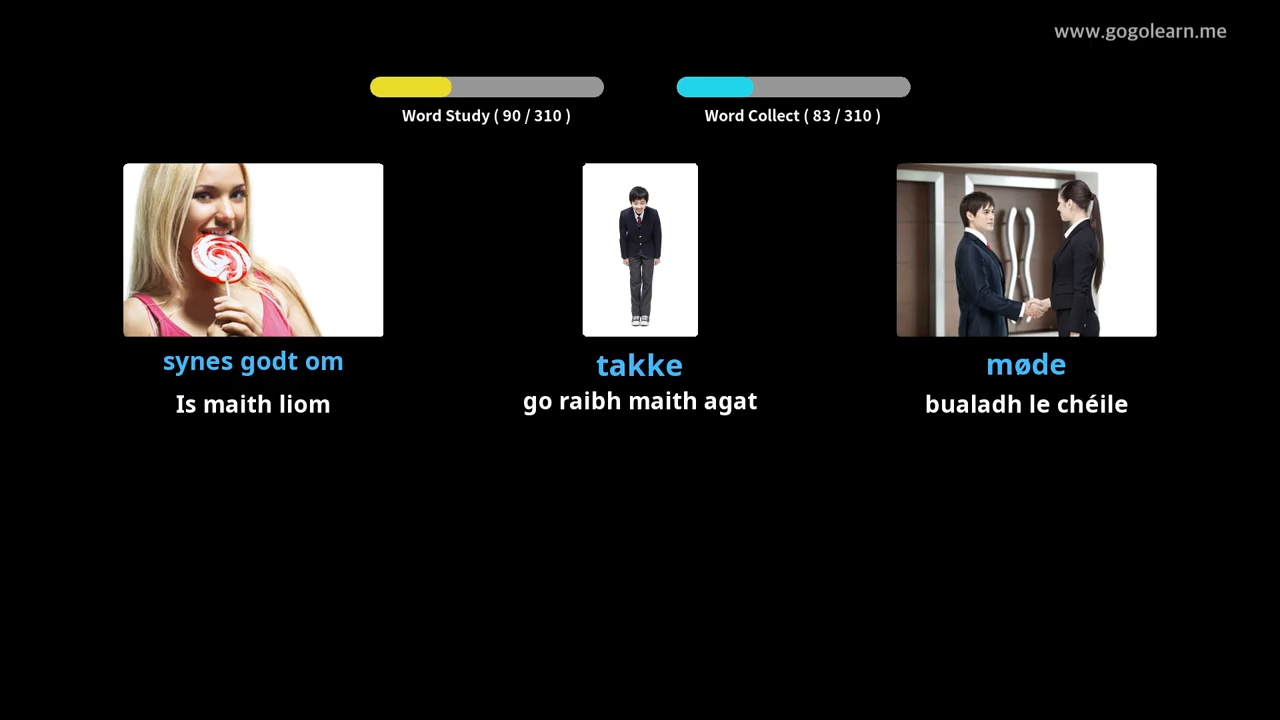 www.gogolearn.me
Word Study ( 90 / 310 )
Word Collect ( 83 / 310 )
synes godt om
takke
møde
Is maith liom
go raibh maith agat
bualadh le chéile